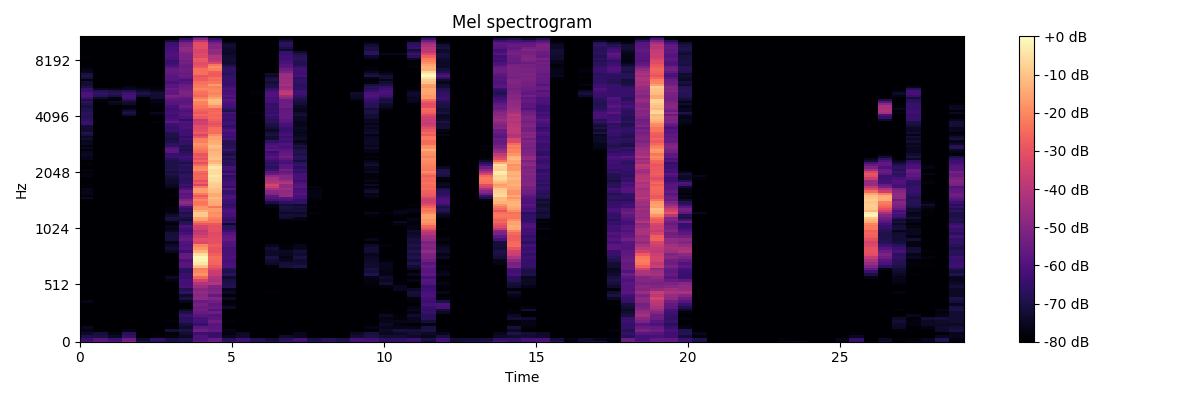 Mel spectrogram
8192
4096
2048
1024
512
0
Hz
0 5 10 15 20 25
Time
+0 dB
-10 dB
-20 dB
-30 dB
-40 dB
-50 dB
-60 dB
-70 dB
-80 dB